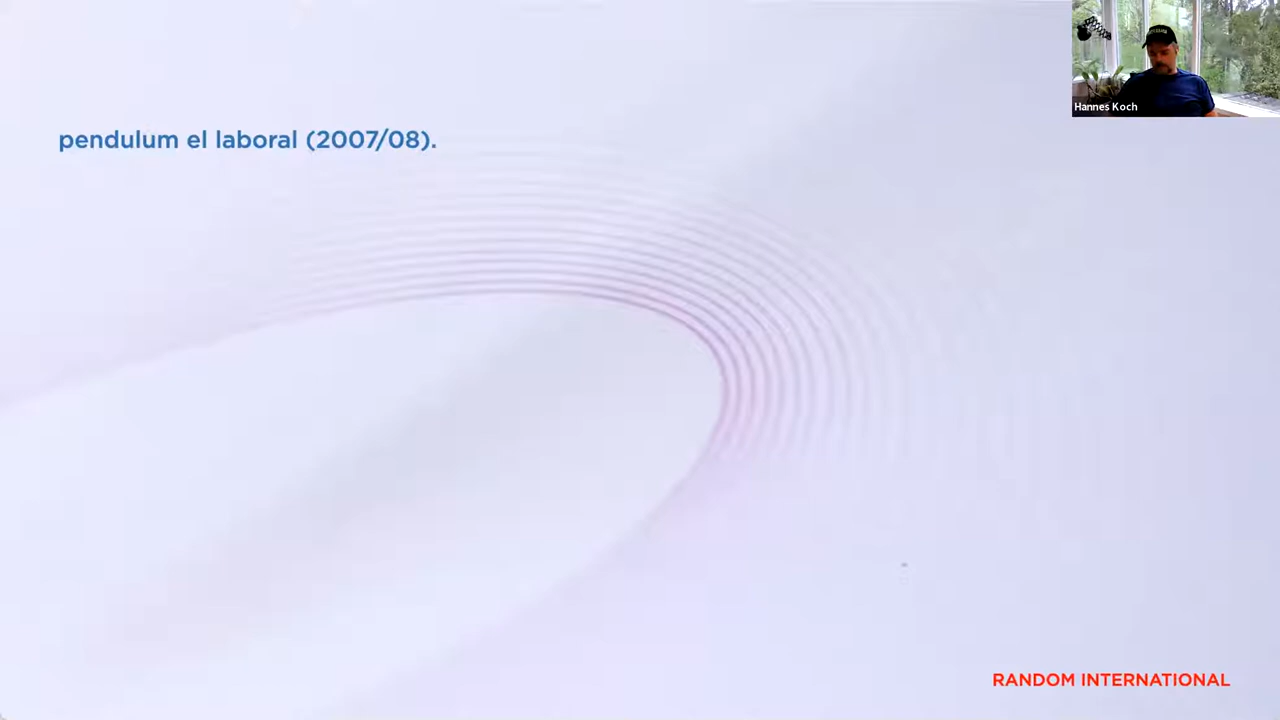 Hannes Koch
pendulum el laboral (2007/08).
RANDOM INTERNATIONAL